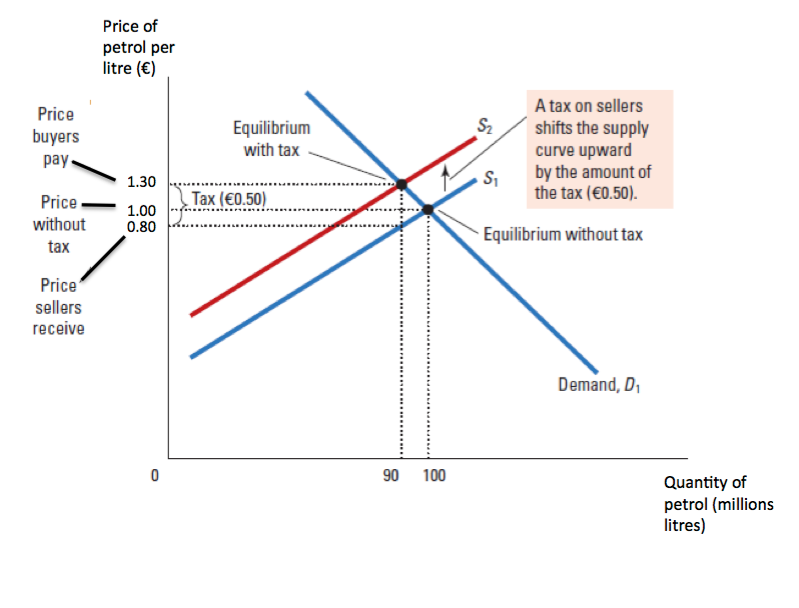 Price of
petrol per
litre (€)
Price
buyers
pay
Price
without
tax
Price
sellers
receive
1.30
1.00
0.80
Tax (€0.50)
Equilibrium
with tax
S2
S1
A tax on sellers
shifts the supply
curve upward
by the amount of
the tax (€0.50).
Equilibrium without tax
Demand, D1
0
90
100
Quantity of
petrol (millions
litres)